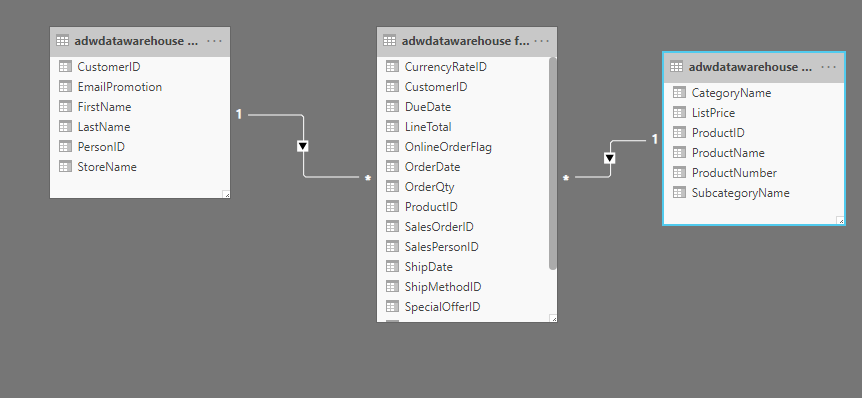 adwdatawarehouse ...
CustomerID
EmailPromotion
FirstName
LastName
PersonID
StoreName
1
*
adwdatawarehouse f...
CurrencyRateID
CustomerID
DueDate
LineTotal
OnlineOrderFlag
OrderDate
OrderQty
ProductID
SalesOrderID
SalesPersonID
ShipDate
ShipMethodID
SpecialOfferID
*
1
adwdatawarehouse ...
CategoryName
ListPrice
ProductID
ProductName
ProductNumber
SubcategoryName